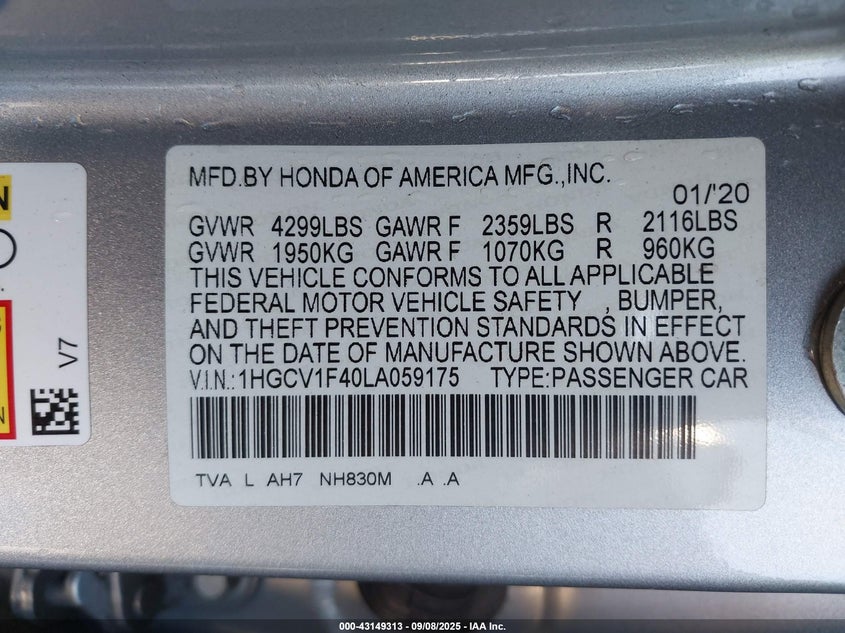 MFD.BY HONDA OF AMERICA MFG.,INC.
01/'20
GVWR 4299LBS GAWR F 2359LBS R 2116LBS
GVWR 1950KG GAWR F 1070KG R 960KG
THIS VEHICLE CONFORMS TO ALL APPLICABLE
FEDERAL MOTOR VEHICLE SAFETY , BUMPER,
AND THEFT PREVENTION STANDARDS IN EFFECT
ON THE DATE OF MANUFACTURE SHOWN ABOVE.
V.I.N.:1HGCV1F40LA059175 TYPE:PASSENGER CAR
TVA L AH7 NH830M .A .A
N
V7
N
000-43149313 - 09/08/2025 - IAA Inc.